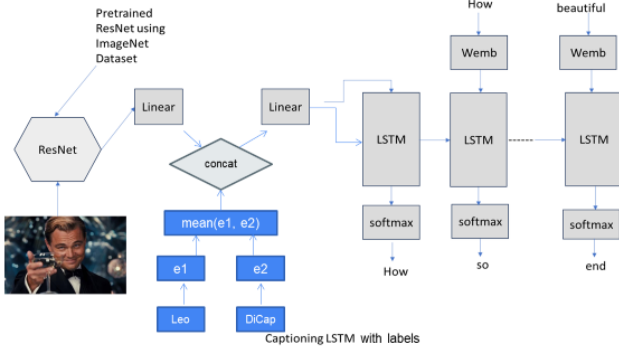 Pretrained
ResNet using
ImageNet
Dataset
How
beautiful
Wemb
Wemb
Linear
Linear
ResNet
concat
LSTM
LSTM
LSTM
mean(e1, e2)
softmax
softmax
softmax
e1
e2
How
so
end
Leo
DiCap
Captioning LSTM with labels